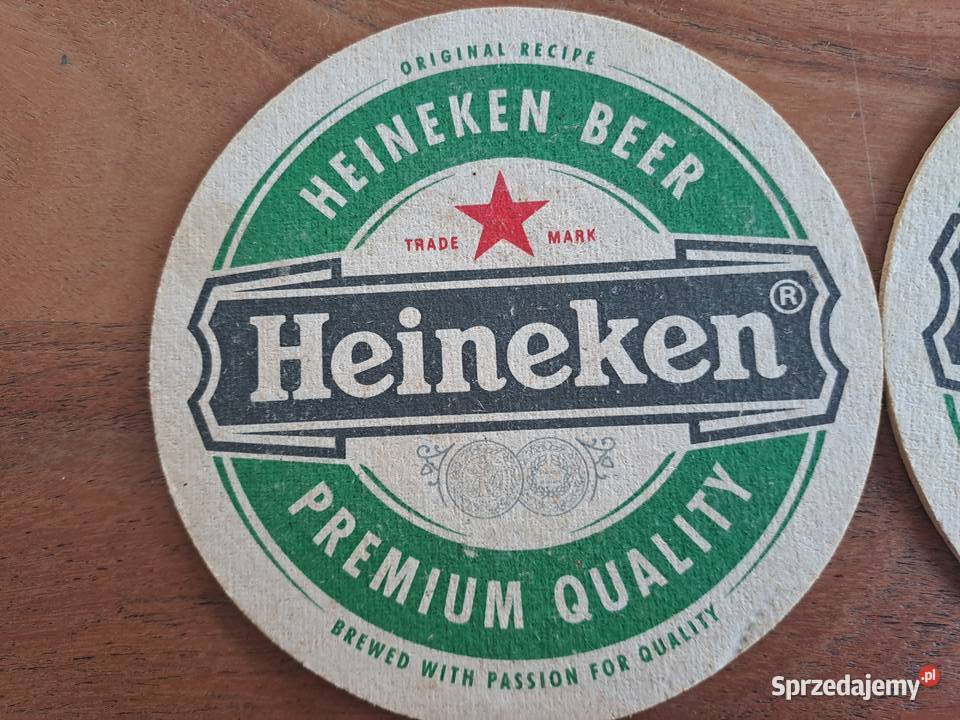 ORIGINAL RECIPE
HEINEKEN BEER
TRADE MARK
Heineken®
PREMIUM QUALITY
BREWED WITH PASSION FOR QUALITY
Sprzedajemy.pl